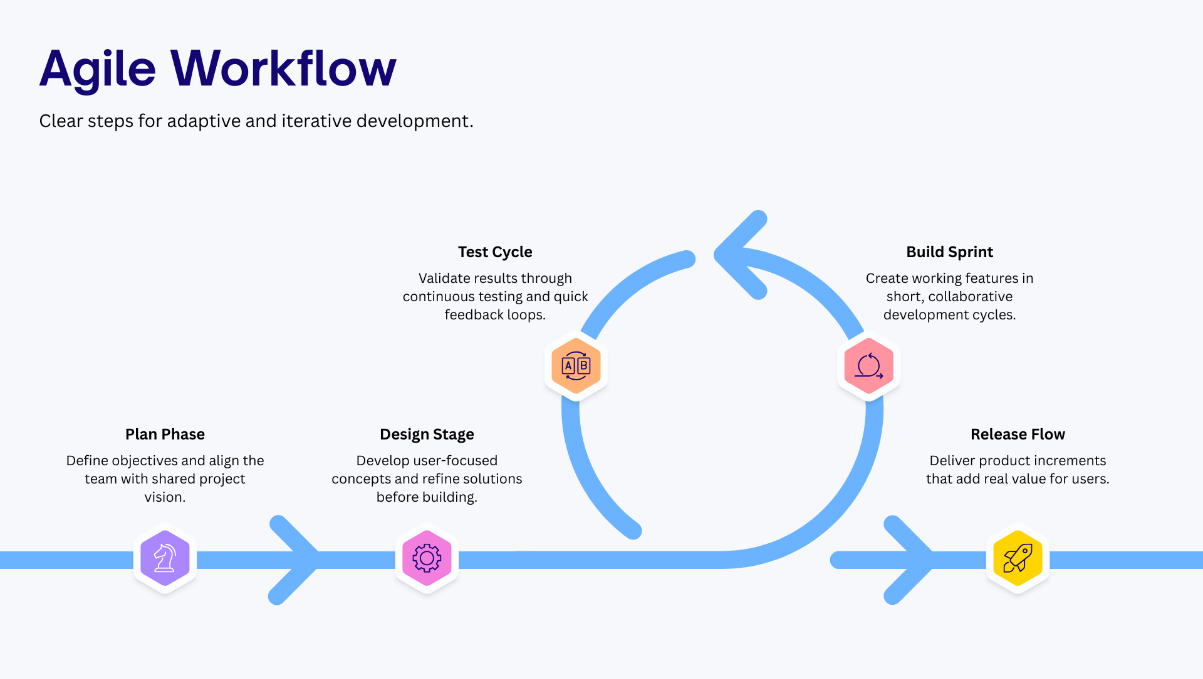 Agile Workflow
Clear steps for adaptive and iterative development.
Test Cycle
Validate results through
continuous testing and quick
feedback loops.
Build Sprint
Create working features in
short, collaborative
development cycles.
A B
Plan Phase
Define objectives and align the
team with shared project
vision.
Design Stage
Develop user-focused
concepts and refine solutions
before building.
Release Flow
Deliver product increments
that add real value for users.